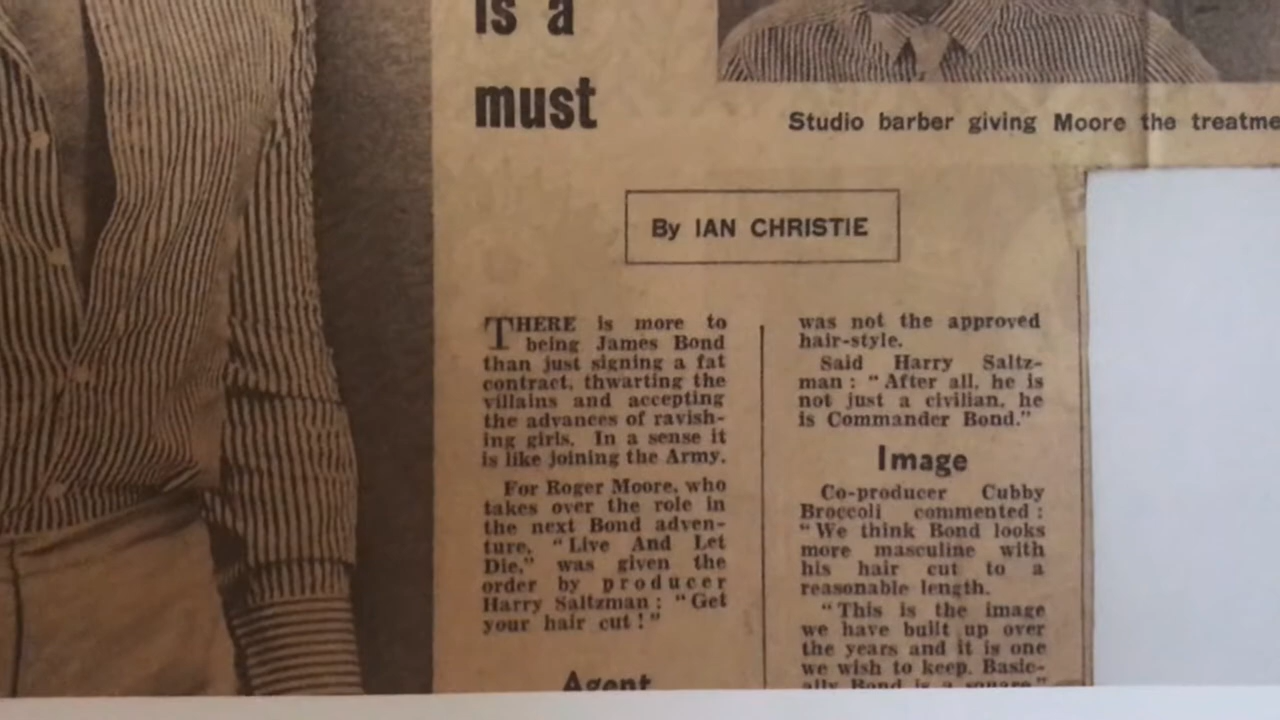 is a
must
Studio barber giving Moore the
By IAN CHRISTIE
THERE is more to
being James Bond
than just signing a fat
contract, thwarting the
villains and accepting
the advances of ravish-
ing girls. In a sense it
is like joining the Army.
For Roger Moore, who
takes over the role in
the next Bond adven-
ture, "Live And Let
Die," was given the
order by producer
Harry Saltzman: "Get
your hair cut!"
Agent
was not the approved
hair-style.
Said Harry Saltz-
man: "After all, he is
not just a civilian, he
is Commander Bond."
Image
Co-producer Cubby
Broccoli commented:
"We think Bond looks
more masculine with
his hair cut to a
reasonable length.
"This is the image
we have built up over
the years and it is one
we wish to keep. Basic-
ally Bond is a square."